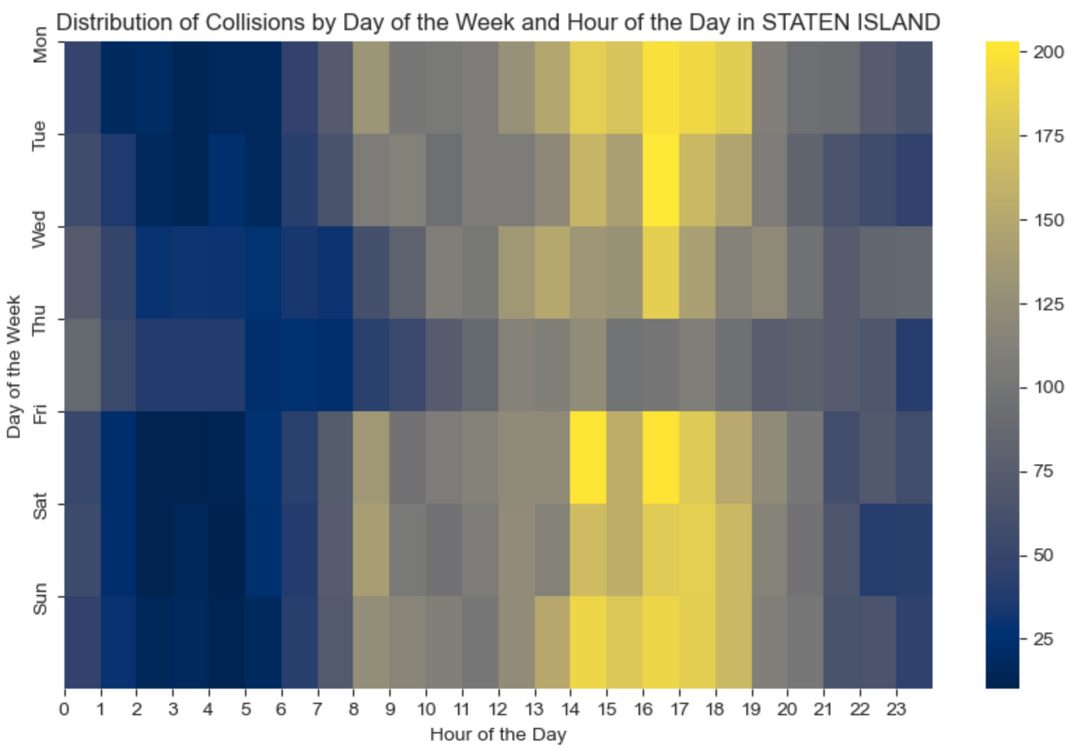 Distribution of Collisions by Day of the Week and Hour of the Day in STATEN ISLAND
Mon
Tue
Wed
Thu
Fri
Sat
Sun
Day of the Week
0 1 2 3 4 5 6 7 8 9 10 11 12 13 14 15 16 17 18 19 20 21 22 23
Hour of the Day
200
175
150
125
100
75
50
25